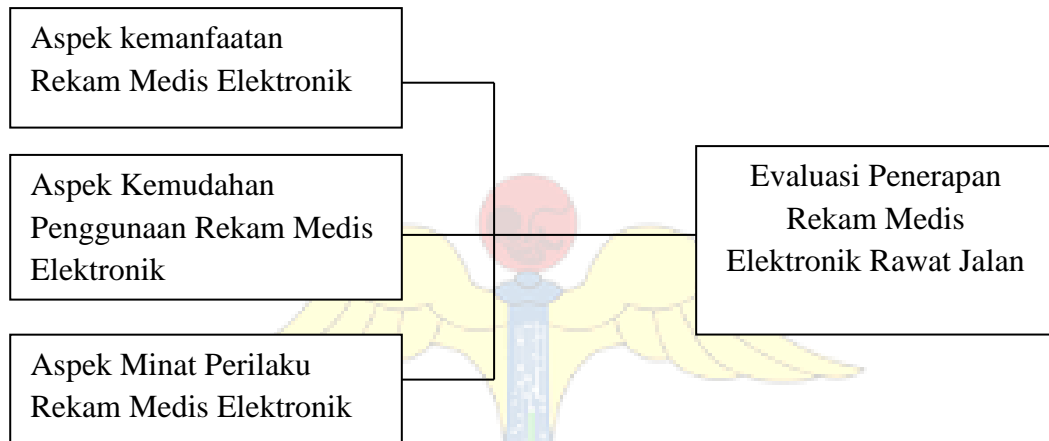 Aspek kemanfaatan
Rekam Medis Elektronik
Aspek Kemudahan
Penggunaan Rekam Medis
Elektronik
Aspek Minat Perilaku
Rekam Medis Elektronik
Evaluasi Penerapan
Rekam Medis
Elektronik Rawat Jalan